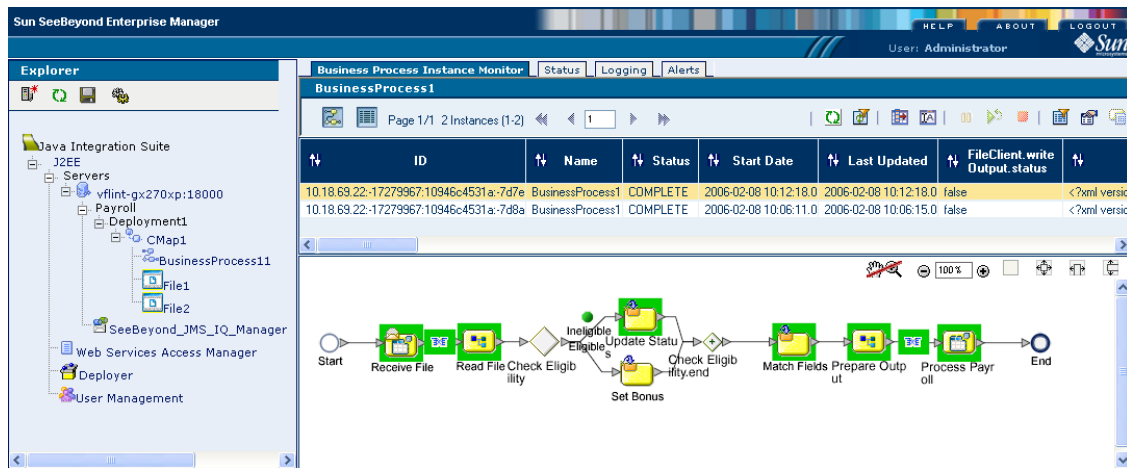 Sun SeeBeyond Enterprise Manager
HELP ABOUT LOGOUT
User: Administrator
Sun
microsystems
Explorer
Java Integration Suite
J2EE
Servers
vflint-gx270xp:18000
Payroll
Deployment1
CMap1
BusinessProcess11
File1
File2
SeeBeyond_JMS_IQ_Manager
Web Services Access Manager
Deployer
User Management
Business Process Instance Monitor Status Logging Alerts
BusinessProcess1
Page 1/1 2 Instances (1-2) 1
ID Name Status Start Date Last Updated FileClient.write
Output.status
10.18.69.22:-17279967:10946c4531a:-7d7e BusinessProcess1 COMPLETE 2006-02-08 10:12:18.0 2006-02-08 10:12:18.0 false <?xml versic
10.18.69.22:-17279967:10946c4531a:-7d8a BusinessProcess1 COMPLETE 2006-02-08 10:06:11.0 2006-02-08 10:06:15.0 false <?xml versic
100 %
Start
Receive File
Read File
Check Eligib
ility
Ineligible
Eligible s
Update Statu
Set Bonus
Check Eligib
ility.end
Match Fields
Prepare Outp
ut
Process Payr
oll
End